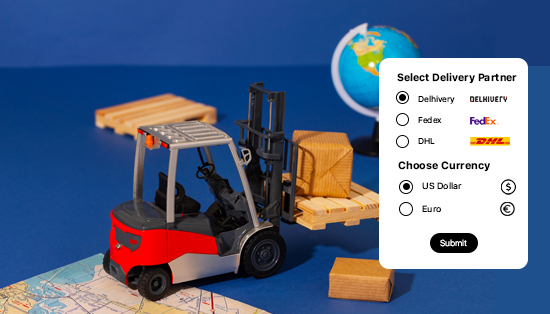 Select Delivery Partner
Delhivery DELHIVERY
Fedex FedEx
DHL DHL
Choose Currency
US Dollar $
Euro €
Submit